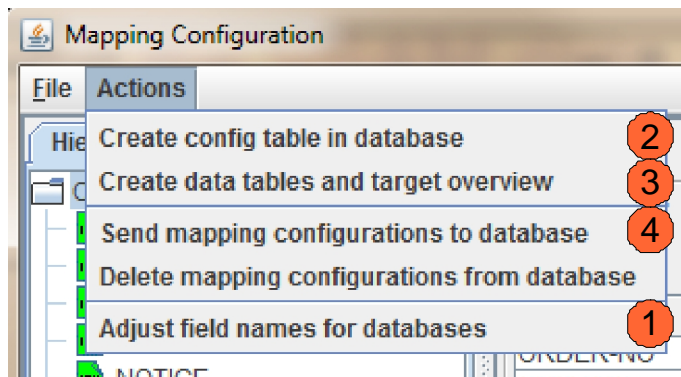 Mapping Configuration
File Actions
Hie
Create config table in database 2
Create data tables and target overview 3
Send mapping configurations to database 4
Delete mapping configurations from database
Adjust field names for databases 1
NOTICE
ORDER-NO